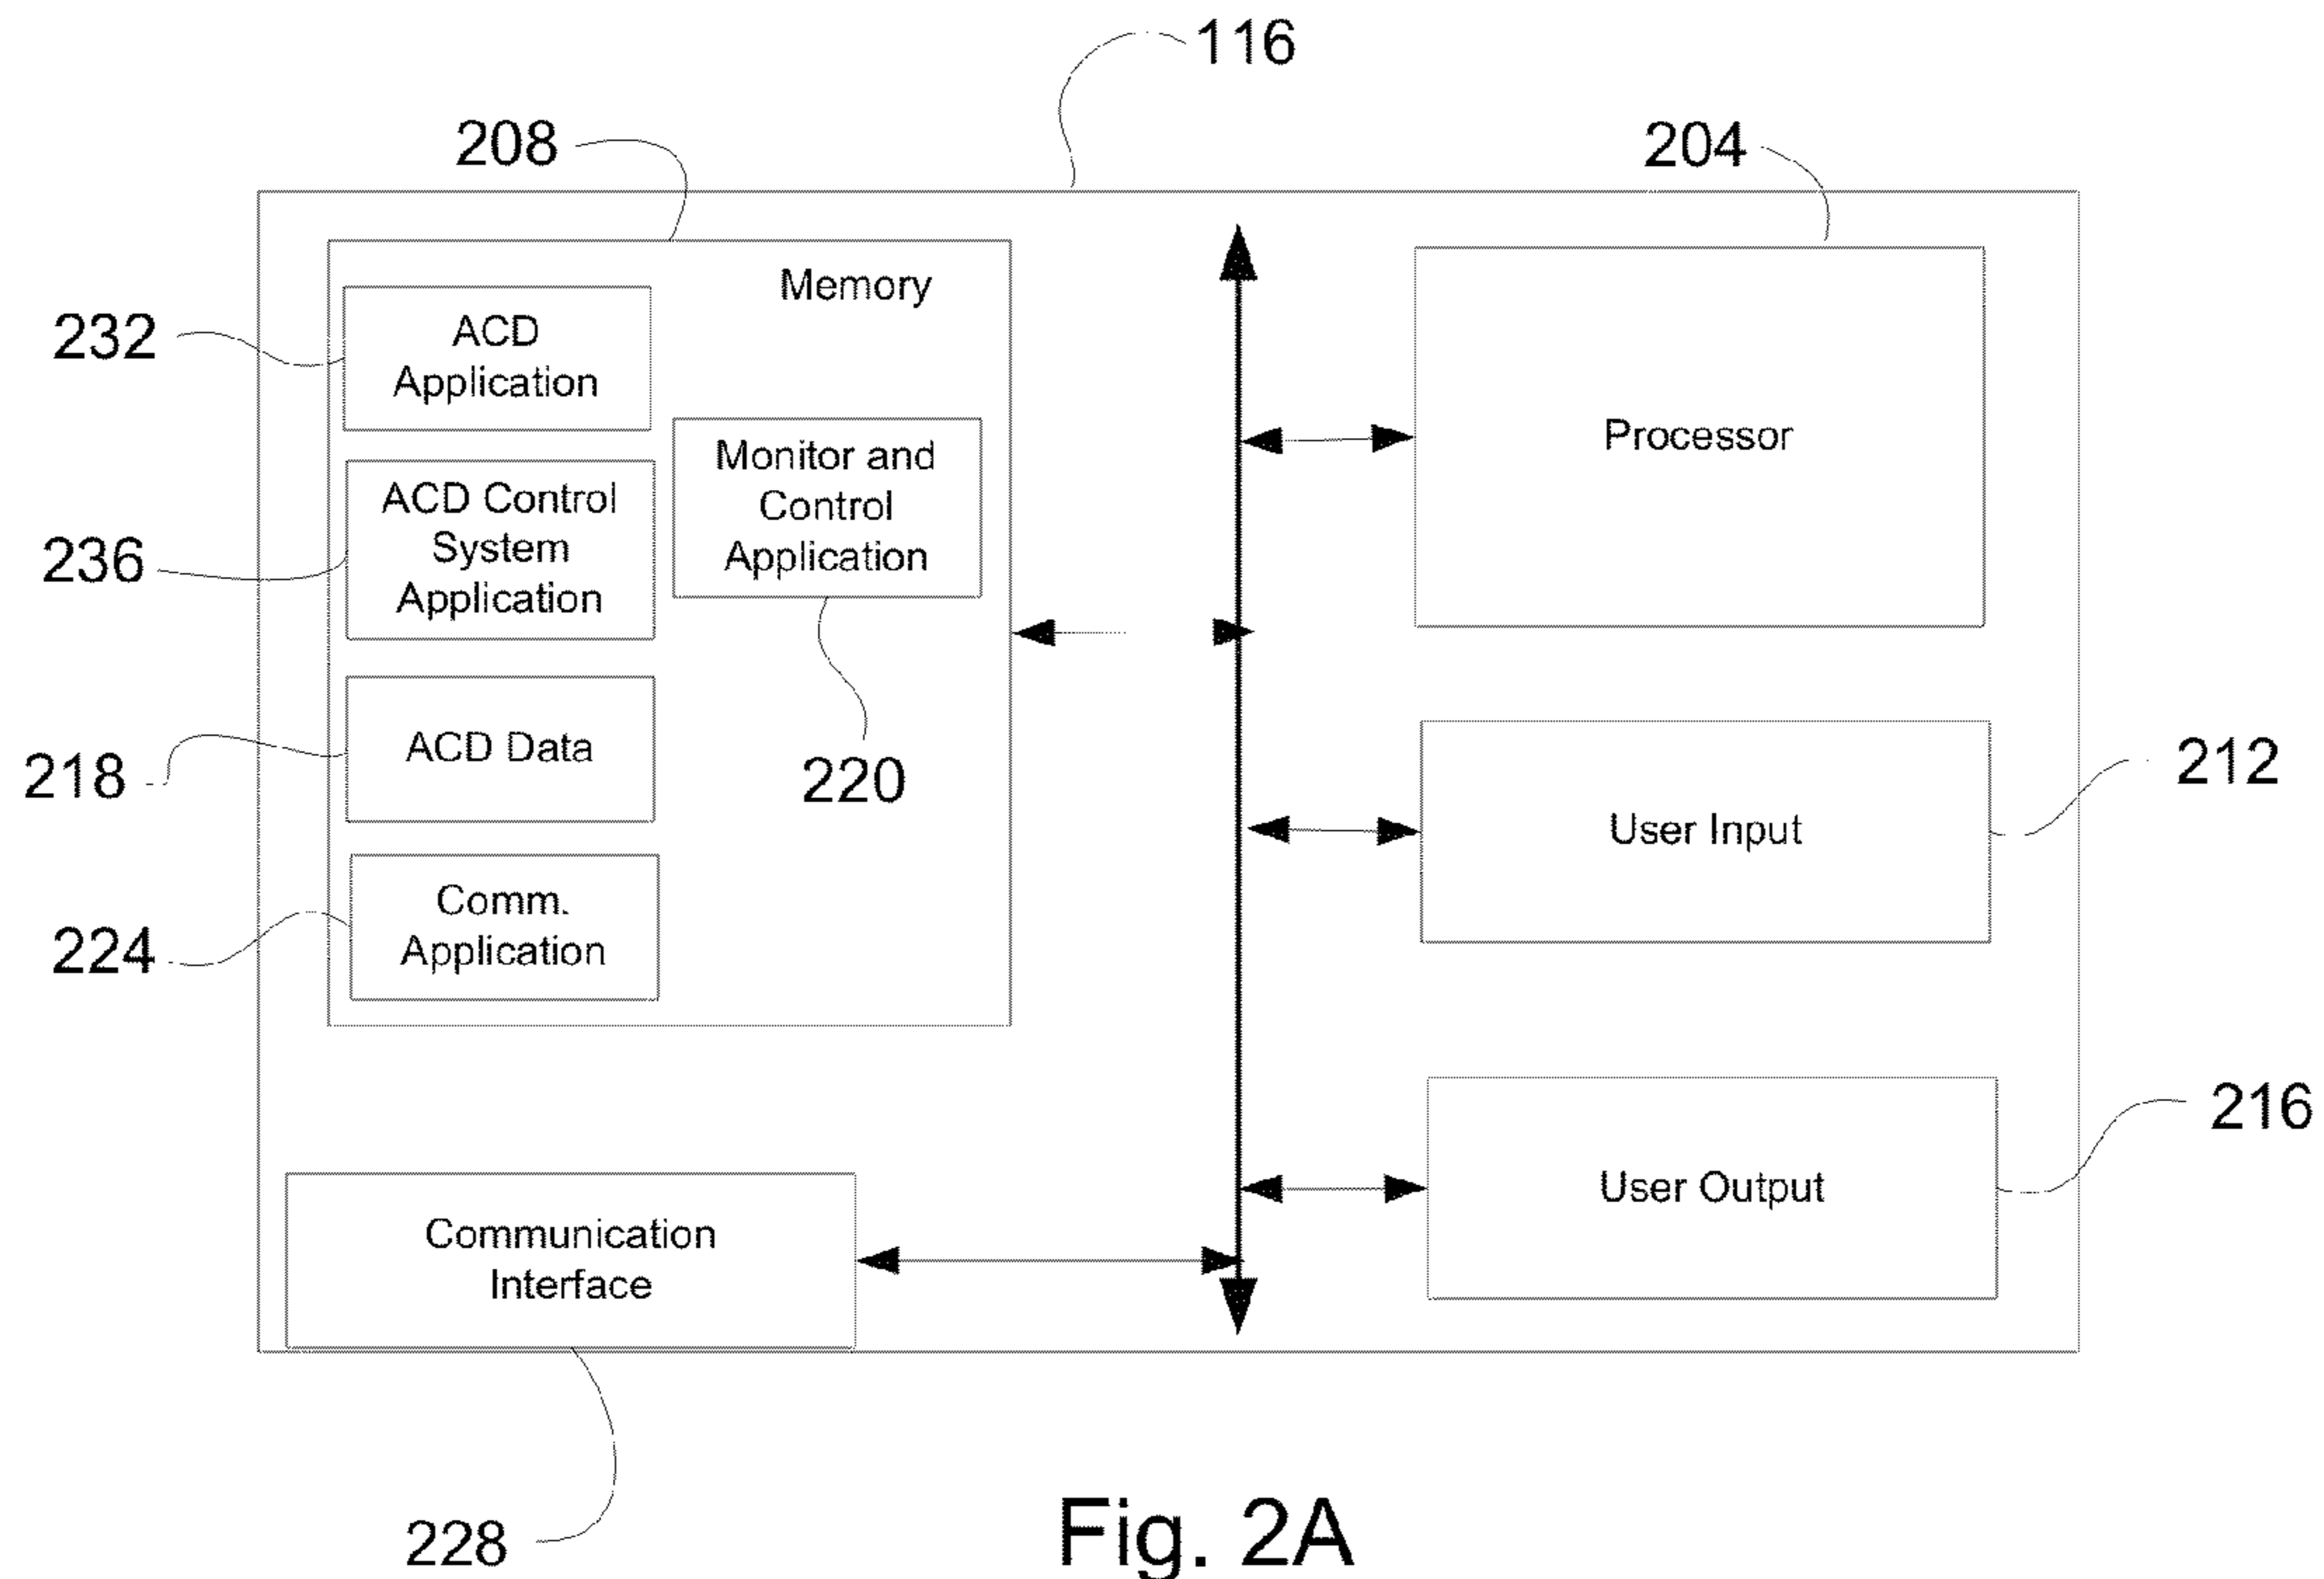 116
208
204
Memory
232
ACD
Application
Monitor and
Control
Application
Processor
236
ACD Control
System
Application
218
ACD Data
220
212
User Input
224
Comm.
Application
216
User Output
Communication
Interface
228
Fig. 2A